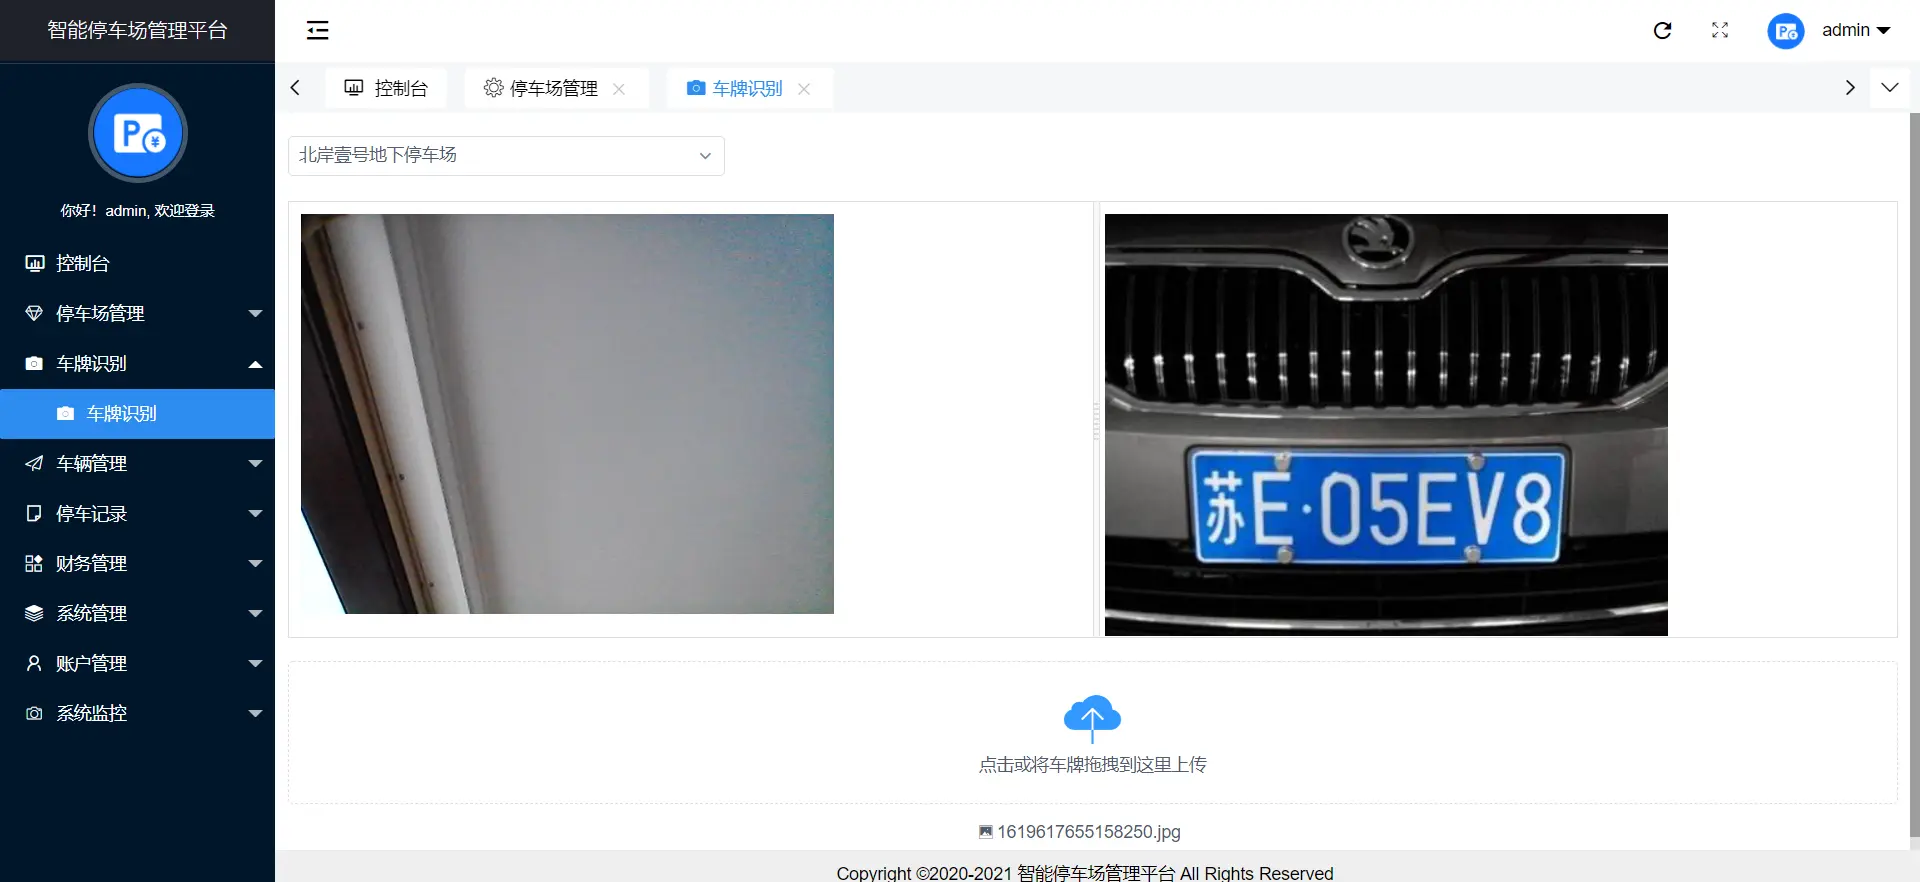 智能停车场管理平台
admin
P ¥
你好！admin, 欢迎登录
控制台
停车场管理
车牌识别
车牌识别
车辆管理
停车记录
财务管理
系统管理
账户管理
系统监控
控制台
停车场管理
车牌识别
北岸壹号地下停车场
苏E·05EV8
点击或将车牌拖拽到这里上传
1619617655158250.jpg
Copyright ©2020-2021 智能停车场管理平台 All Rights Reserved